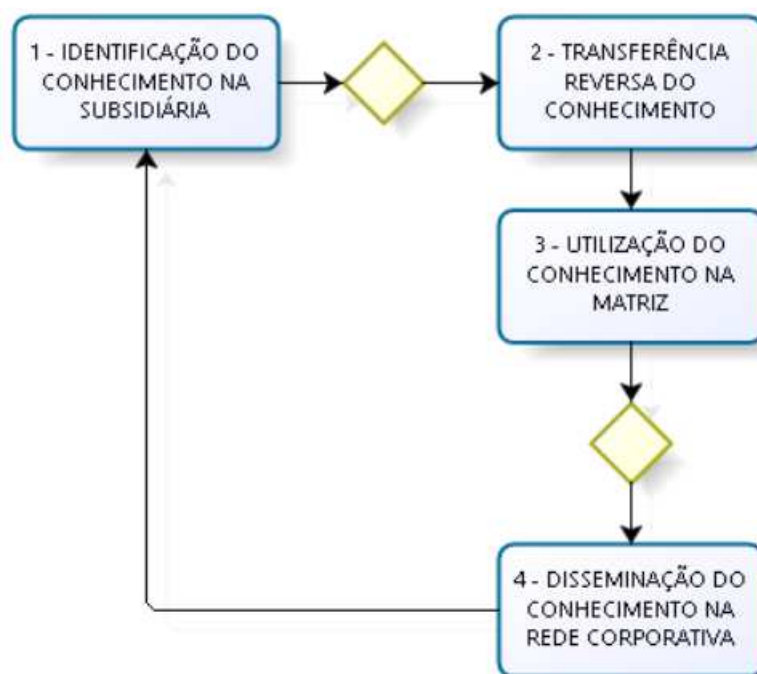 1 - IDENTIFICAÇÃO DO
CONHECIMENTO NA
SUBSIDIÁRIA
2 - TRANSFERÊNCIA
REVERSA DO
CONHECIMENTO
3 - UTILIZAÇÃO DO
CONHECIMENTO NA
MATRIZ
4 - DISSEMINAÇÃO DO
CONHECIMENTO NA
REDE CORPORATIVA